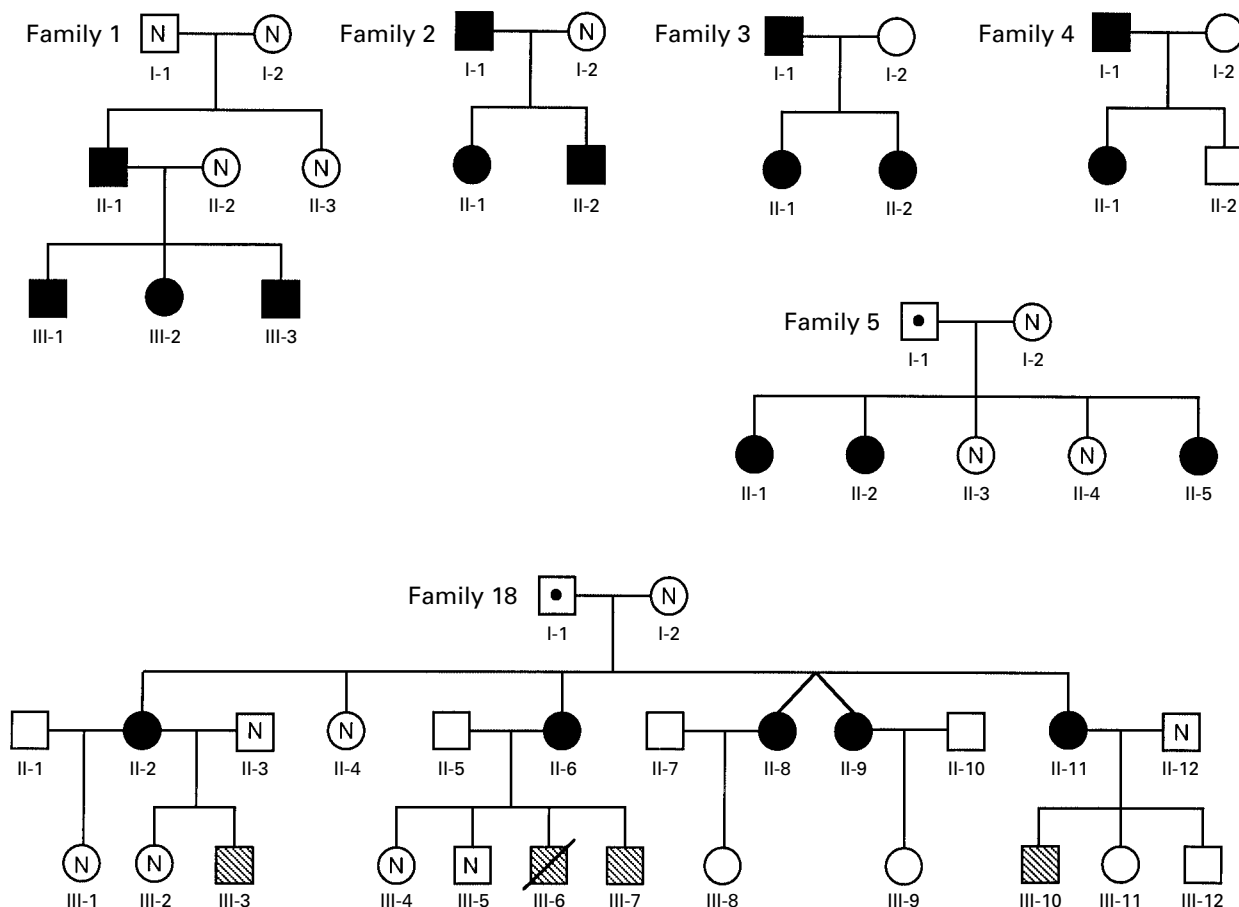 Family 1 N N Family 2 N Family 3 Family 4
I-1 I-2 I-1 I-2 I-1 I-2 I-1 I-2
N N
II-1 II-2 II-3 II-1 II-2 II-1 II-2 II-1 II-2
III-1 III-2 III-3
Family 5 N
I-1 I-2
N N
II-1 II-2 II-3 II-4 II-5
Family 18 N
I-1 I-2
N N N
II-1 II-2 II-3 II-4 II-5 II-6 II-7 II-8 II-9 II-10 II-11 II-12
N N N N
III-1 III-2 III-3 III-4 III-5 III-6 III-7 III-8 III-9 III-10 III-11 III-12